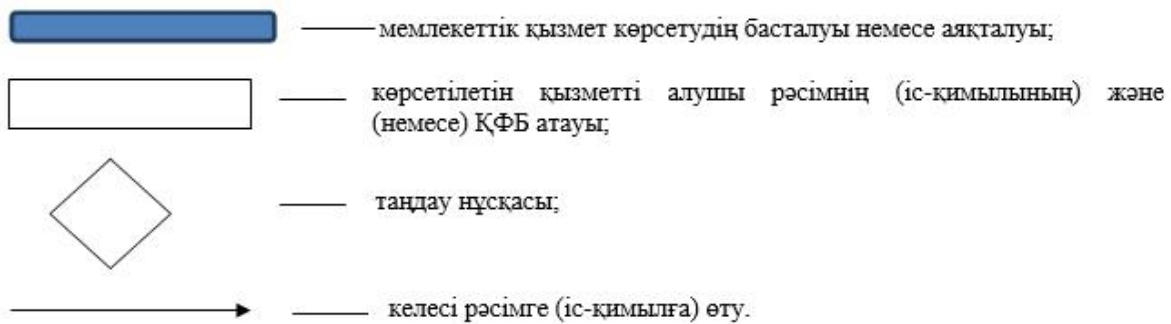 мемлекеттік қызмет көрсетудің басталуы немесе аяқталуы;
көрсетілетін қызметті алушы рәсімнің (іс-қимылының) және
(немесе) ҚФБ атауы;
таңдау нұсқасы;
келесі рәсімге (іс-қимылға) өту.